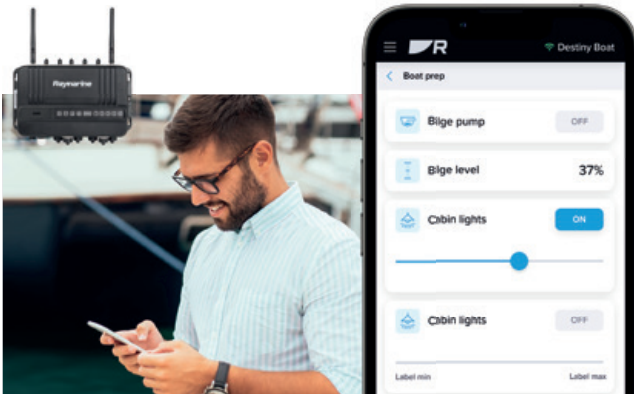 Raymarine
R
Destiny Boat
Boat prep
Bilge pump
OFF
Bilge level
37%
Cabin lights
ON
Cabin lights
OFF
Label min
Label max